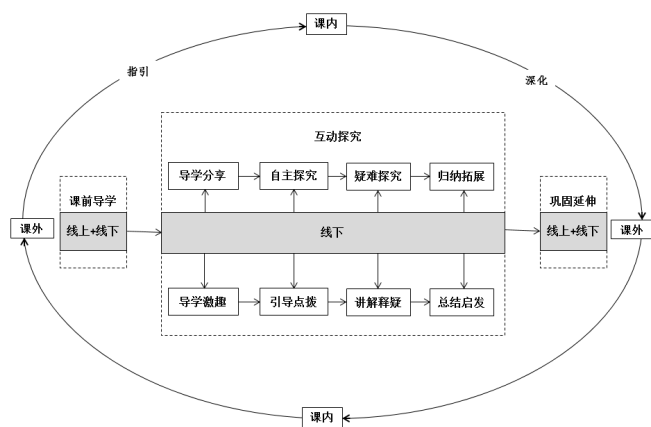 课内
指引
深化
互动探究
导学分享
自主探究
疑难探究
归纳拓展
课前导学
巩固延伸
课外
线上+线下
线下
线上+线下
课外
导学激趣
引导点拨
讲解释疑
总结启发
课内